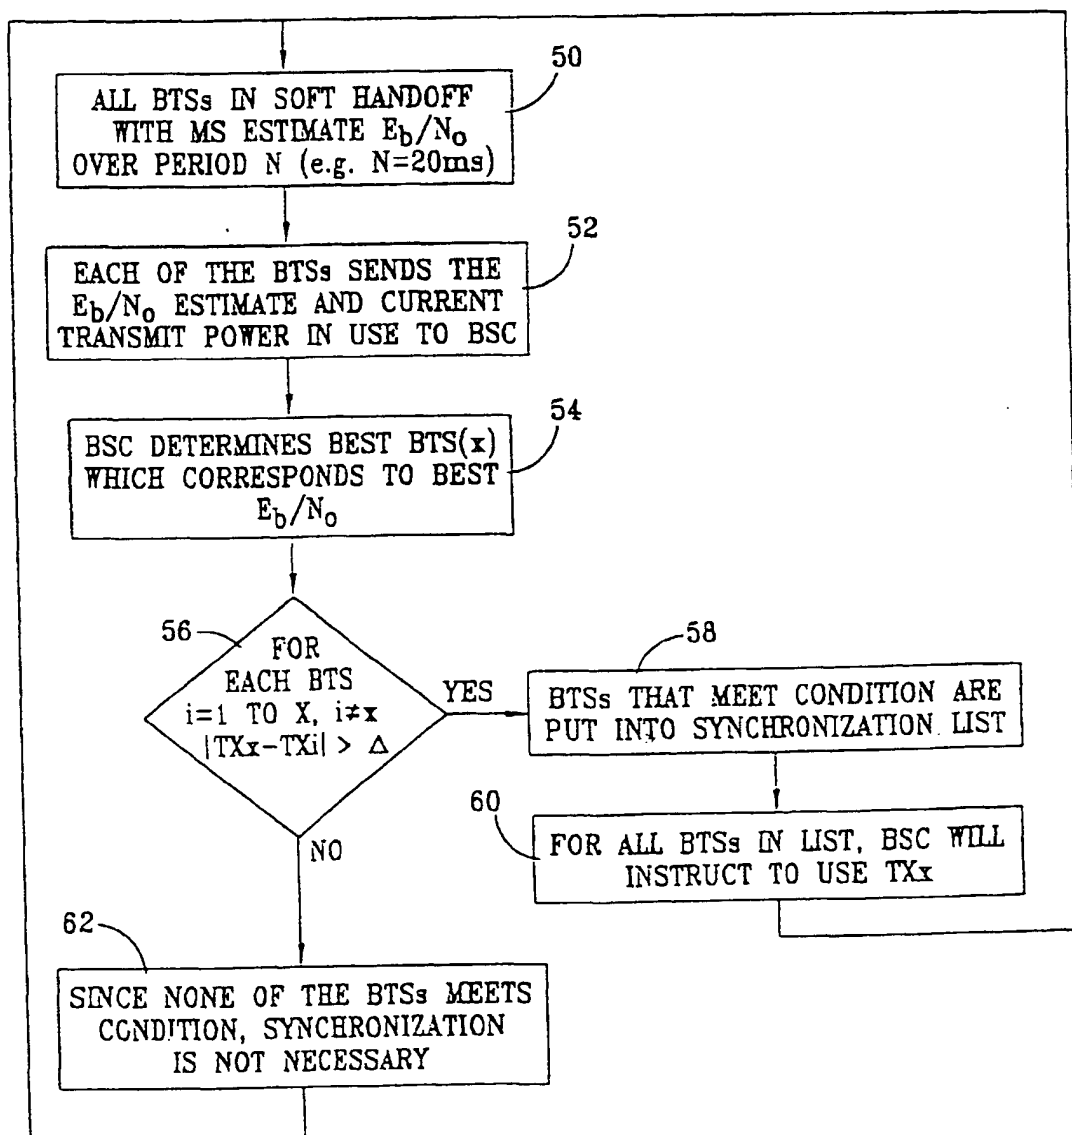 50
ALL BTSs IN SOFT HANDOFF
WITH MS ESTIMATE Eb/No
OVER PERIOD N (e.g. N=20ms)
52
EACH OF THE BTSs SENDS THE
Eb/No ESTIMATE AND CURRENT
TRANSMIT POWER IN USE TO BSC
54
BSC DETERMINES BEST BTS(x)
WHICH CORRESPONDS TO BEST
Eb/No
56
FOR
EACH BTS
i=1 TO X, i≠x
|TXx-TXi| > Δ
YES
NO
58
BTSs THAT MEET CONDITION ARE
PUT INTO SYNCHRONIZATION LIST
60
FOR ALL BTSs IN LIST, BSC WILL
INSTRUCT TO USE TXx
62
SINCE NONE OF THE BTSs MEETS
CONDITION, SYNCHRONIZATION
IS NOT NECESSARY